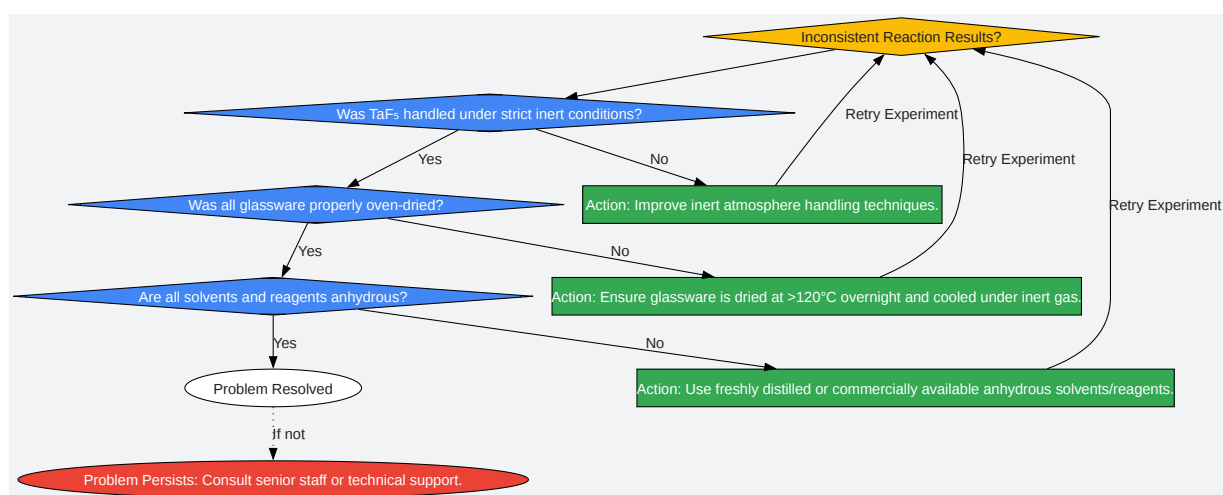 Inconsistent Reaction Results?
Was TaF₅ handled under strict inert conditions?
Retry Experiment
Yes
No
Retry Experiment
Was all glassware properly oven-dried?
Action: Improve inert atmosphere handling techniques.
Retry Experiment
Yes
No
Are all solvents and reagents anhydrous?
Action: Ensure glassware is dried at >120°C overnight and cooled under inert gas.
Yes
No
Problem Resolved
Action: Use freshly distilled or commercially available anhydrous solvents/reagents.
If not
Problem Persists: Consult senior staff or technical support.